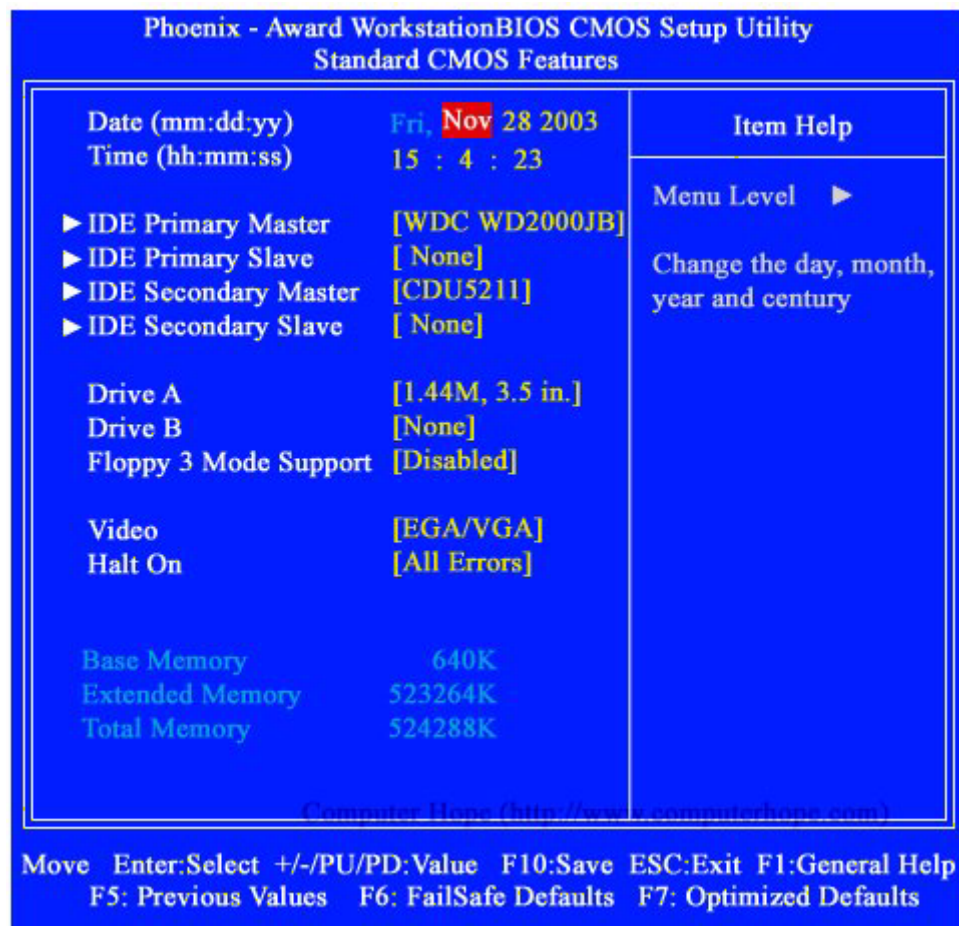 Phoenix - Award WorkstationBIOS CMOS Setup Utility
Standard CMOS Features
Date (mm:dd:yy) Fri, Nov 28 2003
Time (hh:mm:ss) 15 : 4 : 23
▶ IDE Primary Master [WDC WD2000JB]
▶ IDE Primary Slave [ None]
▶ IDE Secondary Master [CDU5211]
▶ IDE Secondary Slave [ None]
Drive A [1.44M, 3.5 in.]
Drive B [None]
Floppy 3 Mode Support [Disabled]
Video [EGA/VGA]
Halt On [All Errors]
Base Memory 640K
Extended Memory 523264K
Total Memory 524288K
Item Help
Menu Level ▶
Change the day, month,
year and century
Computer Hope (http://www.computerhope.com)
Move Enter:Select +/-/PU/PD:Value F10:Save ESC:Exit F1:General Help
F5: Previous Values F6: FailSafe Defaults F7: Optimized Defaults